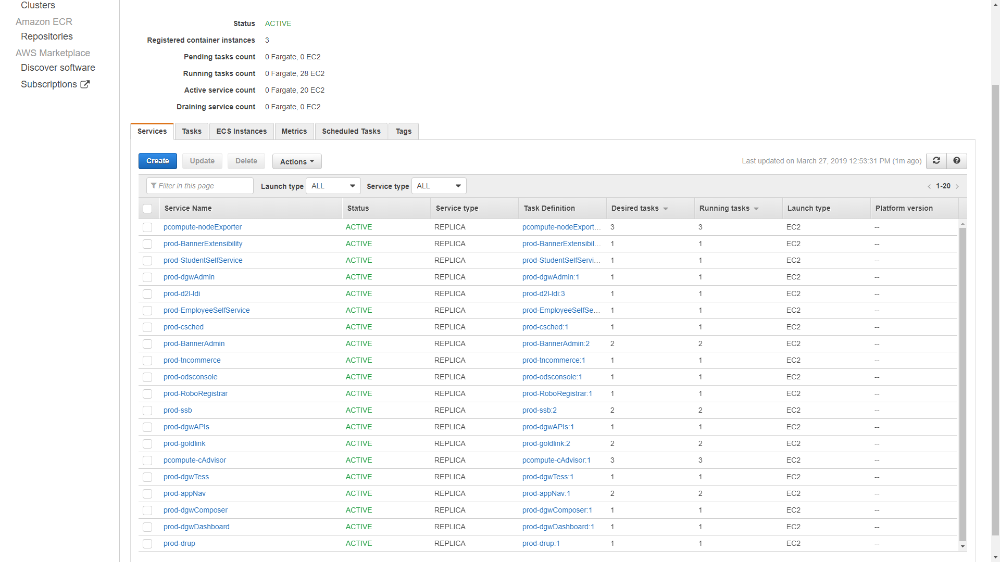 Clusters
Amazon ECR
Repositories
AWS Marketplace
Discover software
Subscriptions
Status ACTIVE
Registered container instances 3
Pending tasks count 0 Fargate, 0 EC2
Running tasks count 0 Fargate, 28 EC2
Active service count 0 Fargate, 20 EC2
Draining service count 0 Fargate, 0 EC2
Services Tasks ECS Instances Metrics Scheduled Tasks Tags
Create Update Delete Actions Last updated on March 27, 2019 12:53:31 PM (1m ago)
Filter in this page Launch type ALL Service type ALL < 1-20 >
Service Name Status Service type Task Definition Desired tasks Running tasks Launch type Platform version
pcompute-nodeExporter ACTIVE REPLICA pcompute-nodeExport... 3 3 EC2 --
prod-BannerExtensibility ACTIVE REPLICA prod-BannerExtensibil... 1 1 EC2 --
prod-StudentSelfService ACTIVE REPLICA prod-StudentSelfServi... 1 1 EC2 --
prod-dgwAdmin ACTIVE REPLICA prod-dgwAdmin:1 1 1 EC2 --
prod-d2l-ldi ACTIVE REPLICA prod-d2l-ldi:3 1 1 EC2 --
prod-EmployeeSelfService ACTIVE REPLICA prod-EmployeeSelfSe... 1 1 EC2 --
prod-csched ACTIVE REPLICA prod-csched:1 1 1 EC2 --
prod-BannerAdmin ACTIVE REPLICA prod-BannerAdmin:2 2 2 EC2 --
prod-tncommerce ACTIVE REPLICA prod-tncommerce:1 1 1 EC2 --
prod-odsconsole ACTIVE REPLICA prod-odsconsole:1 1 1 EC2 --
prod-RoboRegistrar ACTIVE REPLICA prod-RoboRegistrar:1 1 1 EC2 --
prod-ssb ACTIVE REPLICA prod-ssb:2 2 2 EC2 --
prod-dgwAPIs ACTIVE REPLICA prod-dgwAPIs:1 1 1 EC2 --
prod-goldlink ACTIVE REPLICA prod-goldlink:2 2 2 EC2 --
pcompute-cAdvisor ACTIVE REPLICA pcompute-cAdvisor:1 3 3 EC2 --
prod-dgwTess ACTIVE REPLICA prod-dgwTess:1 1 1 EC2 --
prod-appNav ACTIVE REPLICA prod-appNav:1 2 2 EC2 --
prod-dgwComposer ACTIVE REPLICA prod-dgwComposer:1 1 1 EC2 --
prod-dgwDashboard ACTIVE REPLICA prod-dgwDashboard:1 1 1 EC2 --
prod-drup ACTIVE REPLICA prod-drup:1 1 1 EC2 --